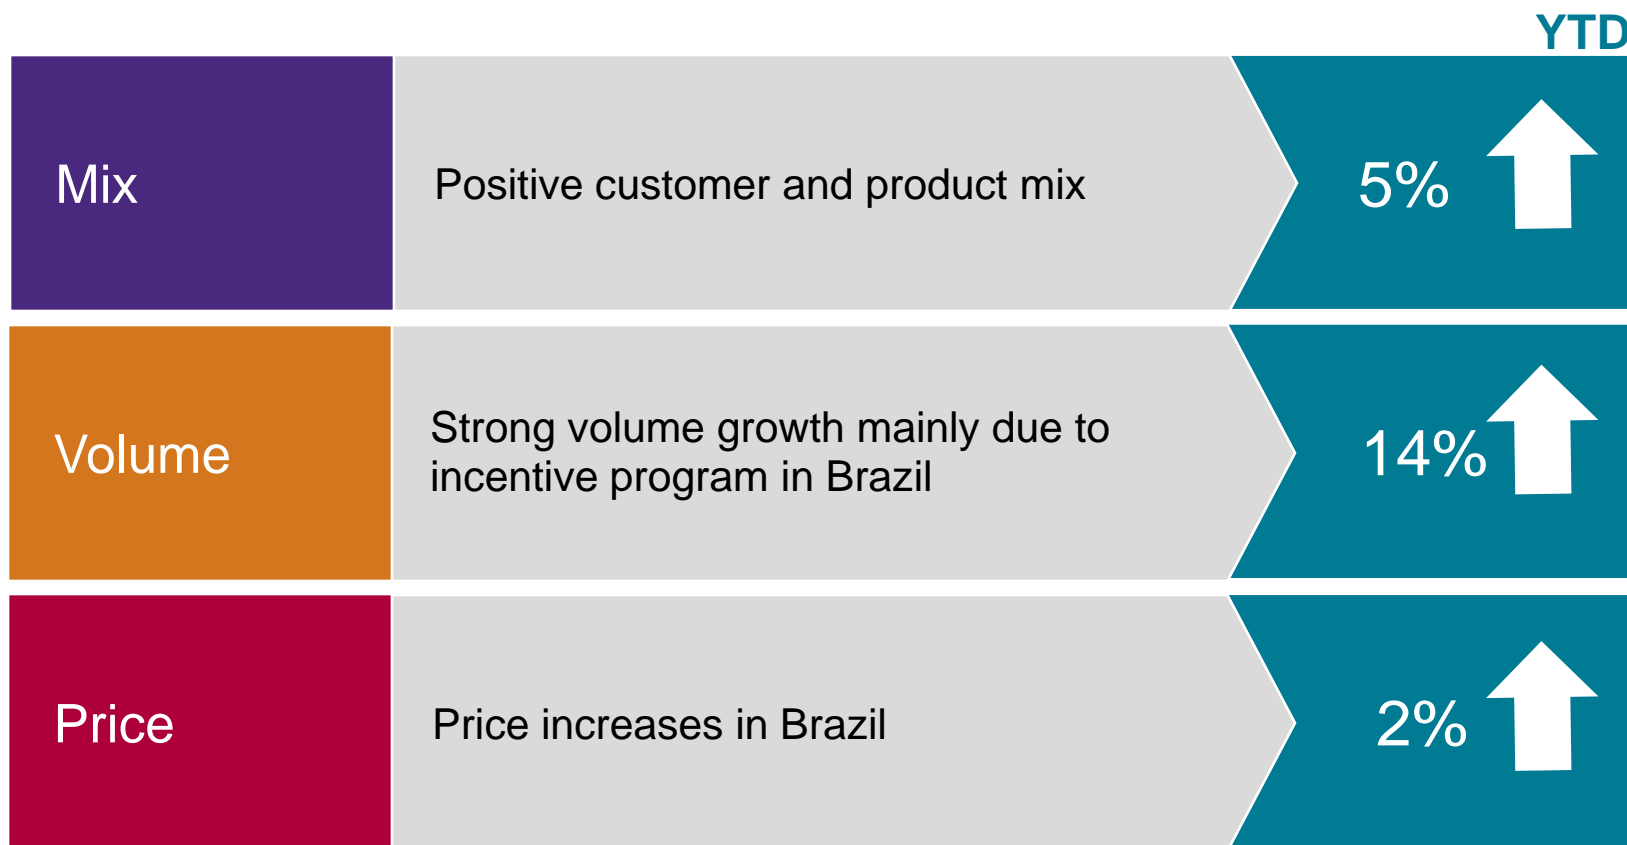 YTD
Mix
Positive customer and product mix
5%
Volume
Strong volume growth mainly due to
incentive program in Brazil
14%
Price
Price increases in Brazil
2%